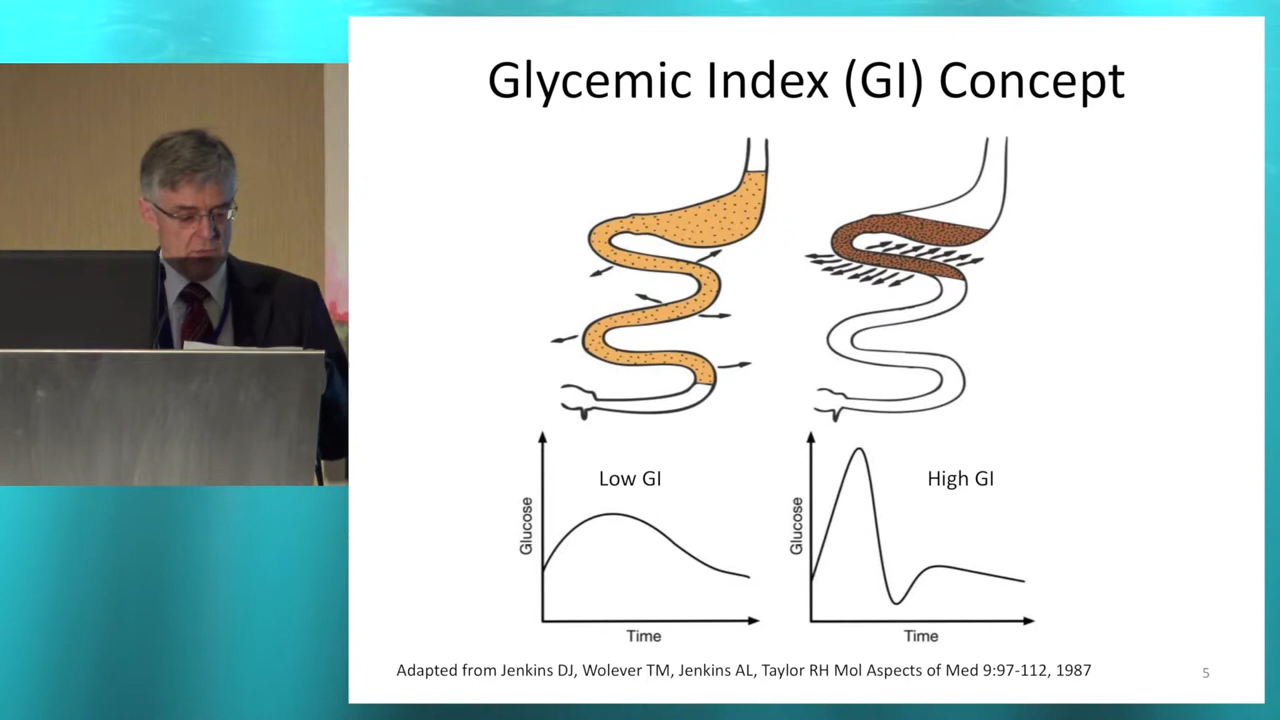 Glycemic Index (GI) Concept
Low GI
High GI
Glucose
Glucose
Time
Time
Adapted from Jenkins DJ, Wolever TM, Jenkins AL, Taylor RH Mol Aspects of Med 9:97-112, 1987
5